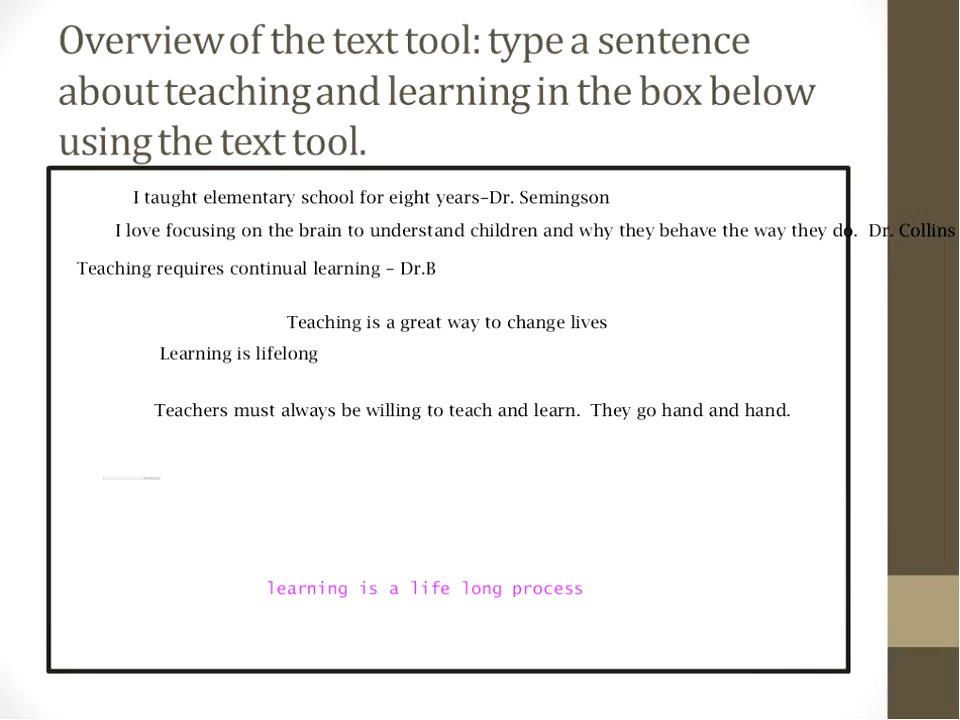 Overview of the text tool: type a sentence
about teaching and learning in the box below
using the text tool.
I taught elementary school for eight years-Dr. Semingson
I love focusing on the brain to understand children and why they behave the way they do.  Dr. Collins
Teaching requires continual learning - Dr.B
Teaching is a great way to change lives
Learning is lifelong
Teachers must always be willing to teach and learn.  They go hand and hand.
learning is a life long process